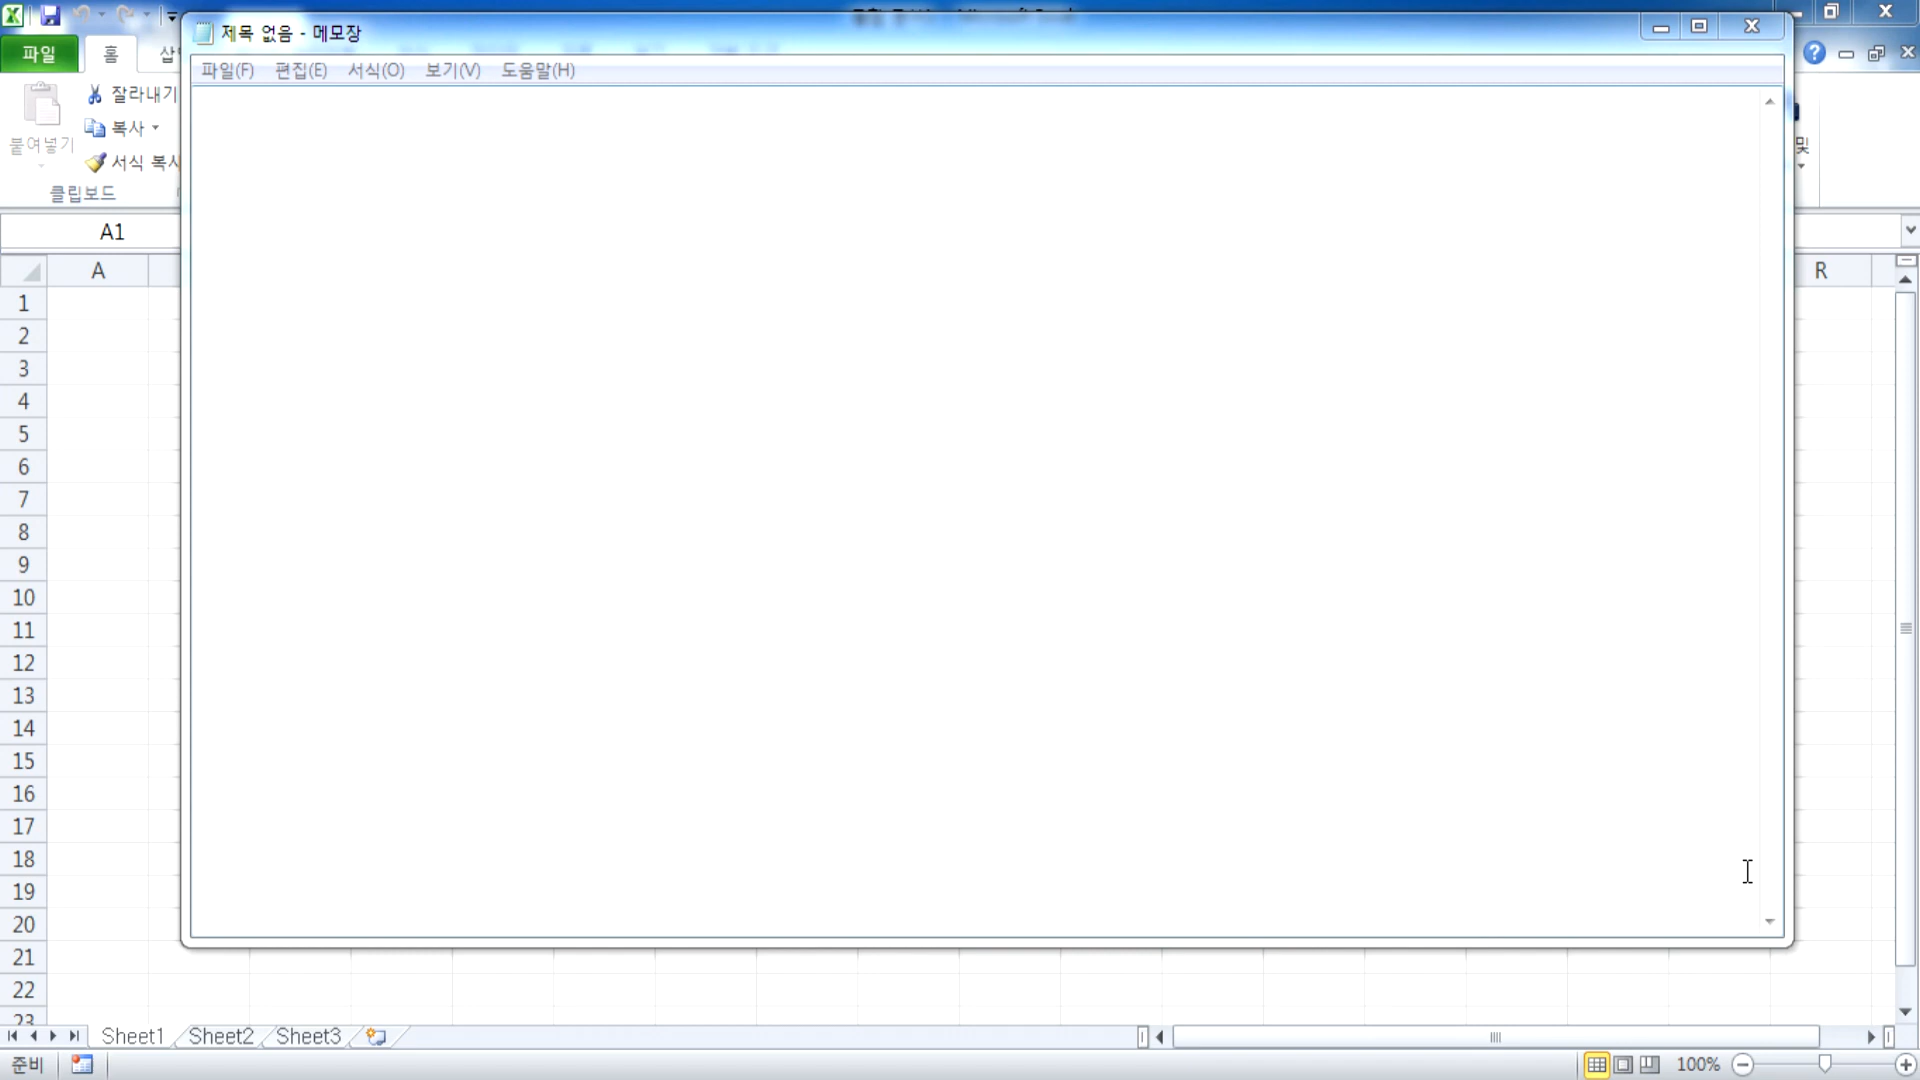 제목 없음 - 메모장
파일 홈 삽
파일(F) 편집(E) 서식(O) 보기(V) 도움말(H)
잘라내기
복사
붙여넣기
서식 복사
및
클립보드
A1
A R
1
2
3
4
5
6
7
8
9
10
11
12
13
14
15
16
17
18
19
20
21
22
23
Sheet1 Sheet2 Sheet3
준비 100%